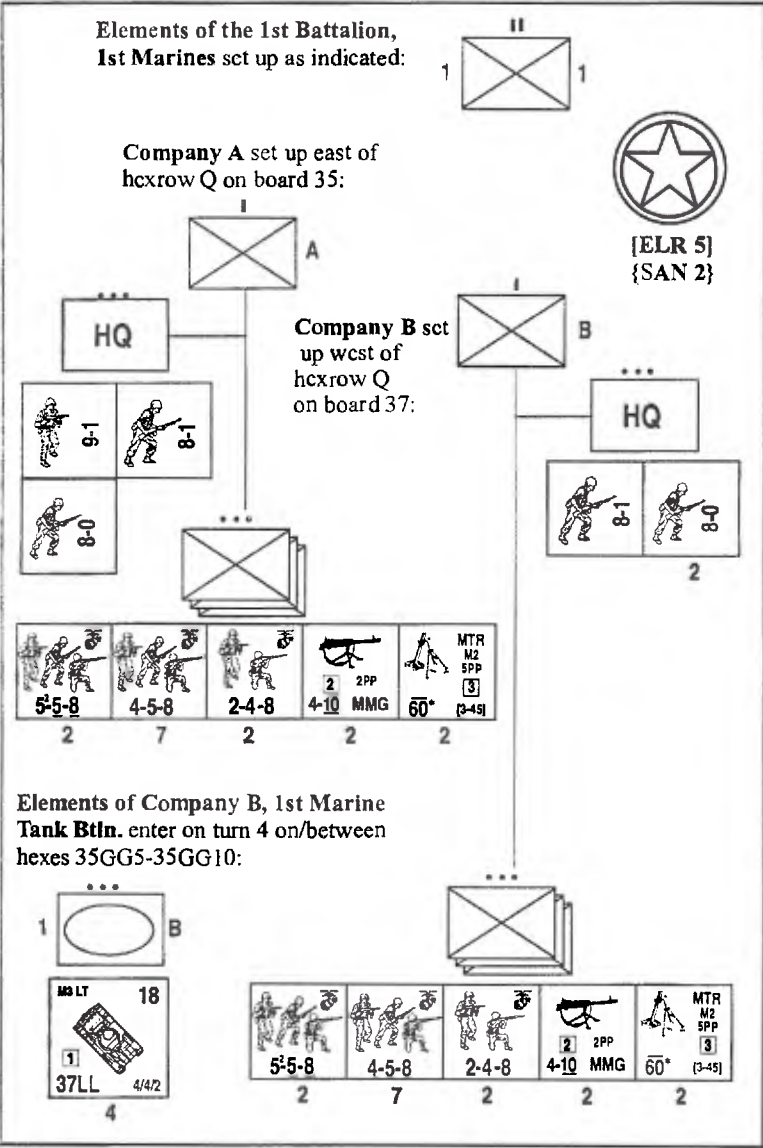 Elements of the 1st Battalion,
1st Marines set up as indicated:
II
1
1
Company A set up east of
hexrow Q on board 35:
I
A
[ELR 5]
{SAN 2}
HQ
9-1
8-1
8-0
Company B set
up west of
hexrow Q
on board 37:
I
B
HQ
8-1
8-0
2
5²-5-8
4-5-8
2-4-8
2 2PP
4-10 MMG
MTR
M2
5PP
3
60* [3-45]
2 7 2 2 2
Elements of Company B, 1st Marine
Tank Btln. enter on turn 4 on/between
hexes 35GG5-35GG10:
1
B
M3 LT 18
1
37LL 4/4/2
4
5²-5-8
4-5-8
2-4-8
2 2PP
4-10 MMG
MTR
M2
5PP
3
60* [3-45]
2 7 2 2 2